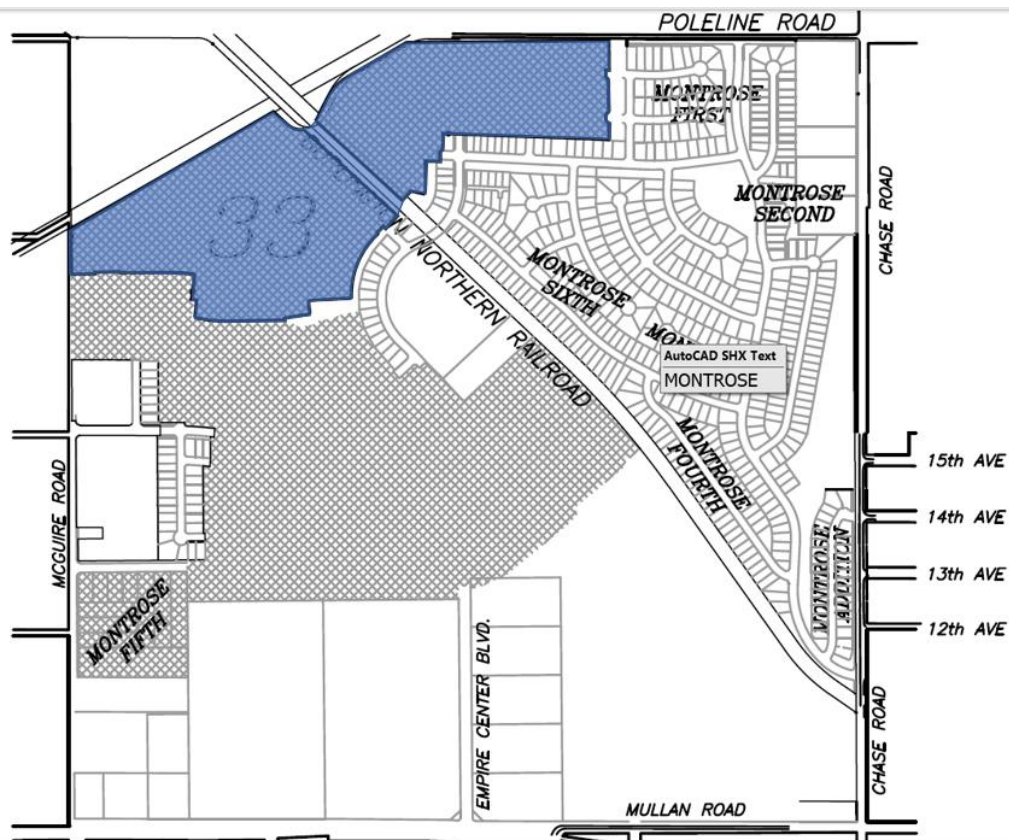 POLELINE ROAD
MONTROSE
FIRST
MONTROSE
SECOND
CHASE ROAD
33
N NORTHERN RAILROAD
MONTROSE
SIXTH
MON
AutoCAD SHX Text
MONTROSE
MONTROSE
FOURTH
15th AVE
14th AVE
13th AVE
12th AVE
MCGUIRE ROAD
MONTROSE
ADDITION
MONTROSE
FIFTH
EMPIRE CENTER BLVD.
CHASE ROAD
MULLAN ROAD